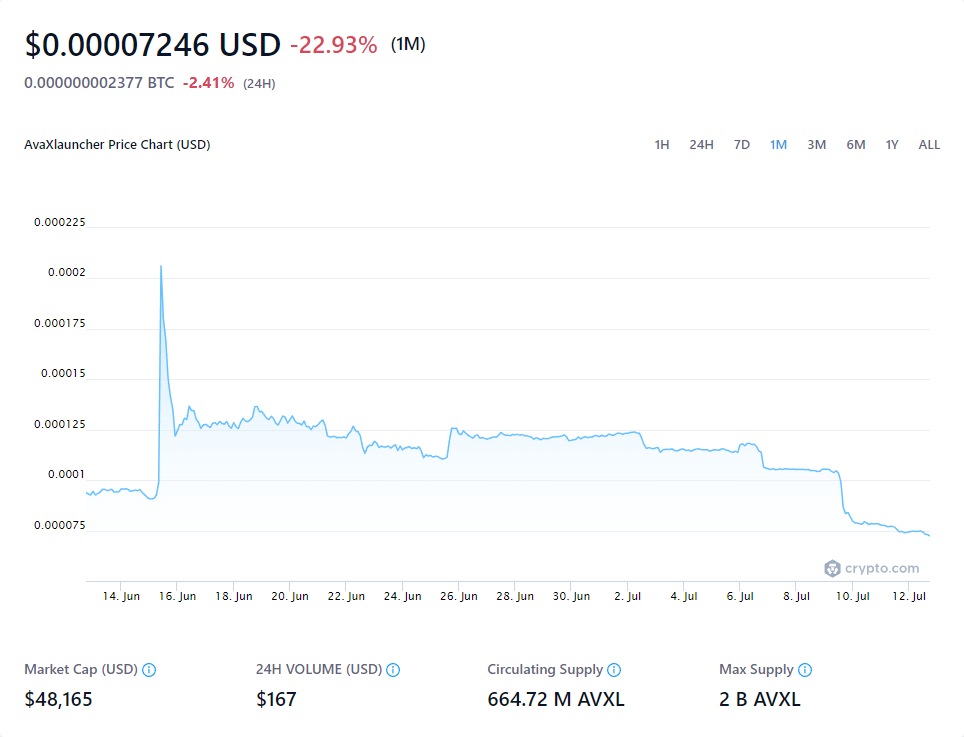 $0.00007246 USD -22.93% (1M)
0.000000002377 BTC -2.41% (24H)
AvaXlauncher Price Chart (USD) 1H 24H 7D 1M 3M 6M 1Y ALL
0.000225
0.0002
0.000175
0.00015
0.000125
0.0001
0.000075
crypto.com
14. Jun 16. Jun 18. Jun 20. Jun 22. Jun 24. Jun 26. Jun 28. Jun 30. Jun 2. Jul 4. Jul 6. Jul 8. Jul 10. Jul 12. Jul
Market Cap (USD) 24H VOLUME (USD) Circulating Supply Max Supply
$48,165 $167 664.72 M AVXL 2 B AVXL